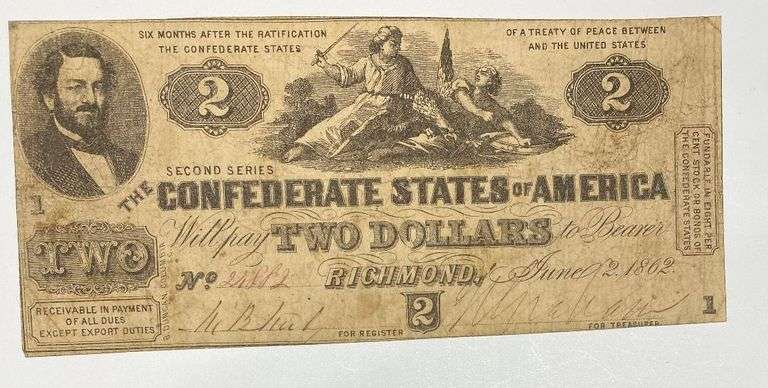 SIX MONTHS AFTER THE RATIFICATION
THE CONFEDERATE STATES
OF A TREATY OF PEACE BETWEEN
AND THE UNITED STATES
2
2
SECOND SERIES
THE CONFEDERATE STATES OF AMERICA
1
Will pay TWO DOLLARS to Bearer
TWO
No
RICHMOND, June 2, 1862
RECEIVABLE IN PAYMENT
OF ALL DUES
EXCEPT EXPORT DUTIES
FOR REGISTER
2
FOR TREASURER
1
FUNDABLE IN EIGHT PER
CENT STOCK OR BONDS OF
THE CONFEDERATE STATES